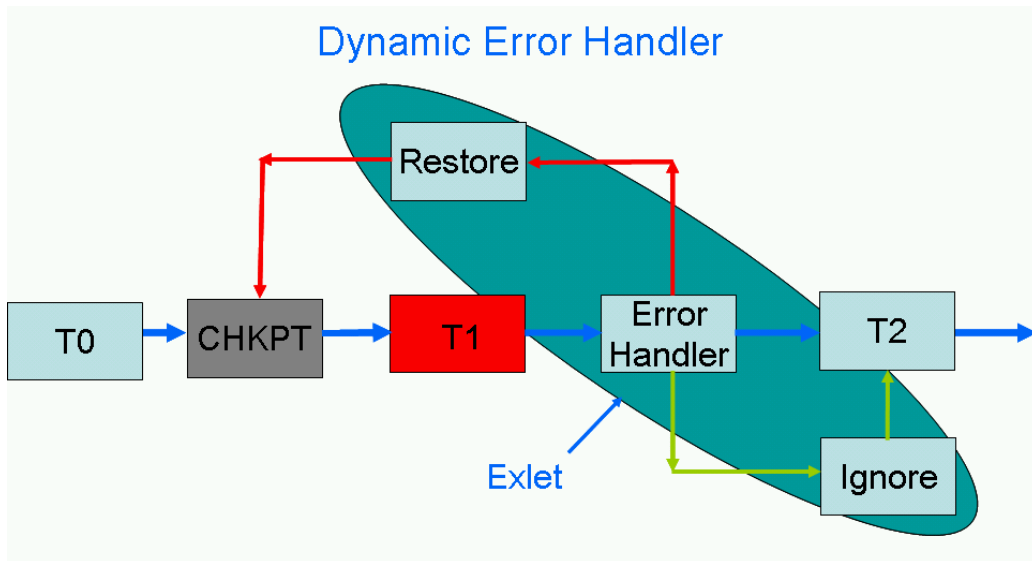 Dynamic Error Handler
Restore
T0
CHKPT
T1
Error
Handler
T2
Exlet
Ignore